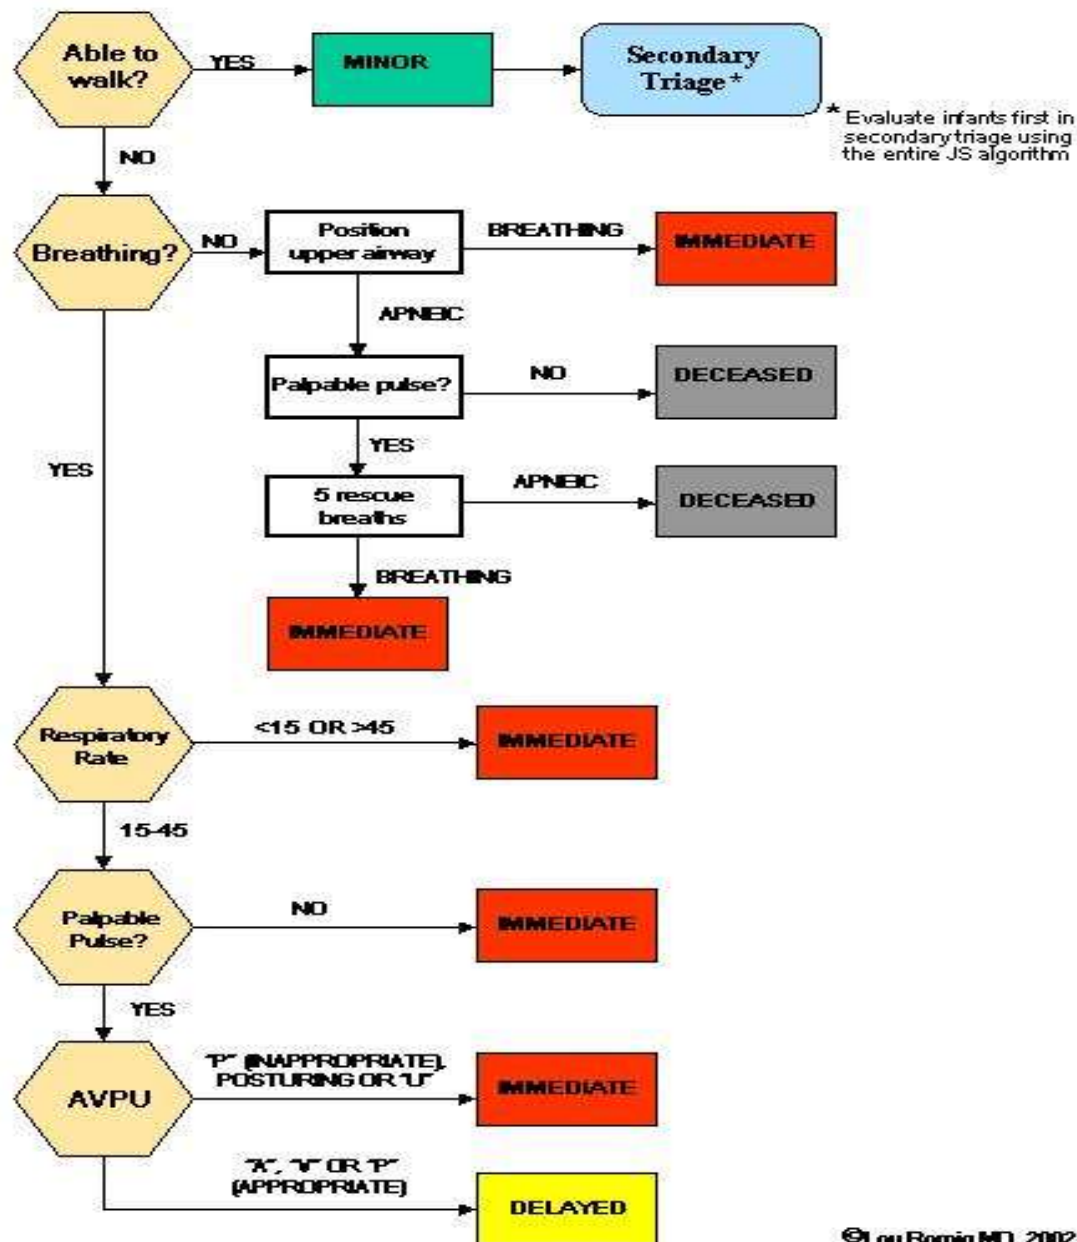 Able to
walk?
YES
MINOR
Secondary
Triage *
* Evaluate infants first in
secondary triage using
the entire JS algorithm
NO
Breathing?
NO
Position
upper airway
BREATHING
IMMEDIATE
APNEIC
Palpable pulse?
NO
DECEASED
YES
5 rescue
breaths
APNEIC
DECEASED
BREATHING
IMMEDIATE
YES
Respiratory
Rate
<15 OR >45
IMMEDIATE
15-45
Palpable
Pulse?
NO
IMMEDIATE
YES
AVPU
"P" (INAPPROPRIATE),
POSTURING OR "U"
IMMEDIATE
"A", "V" OR "P"
(APPROPRIATE)
DELAYED
©Lou Romig MD, 2002